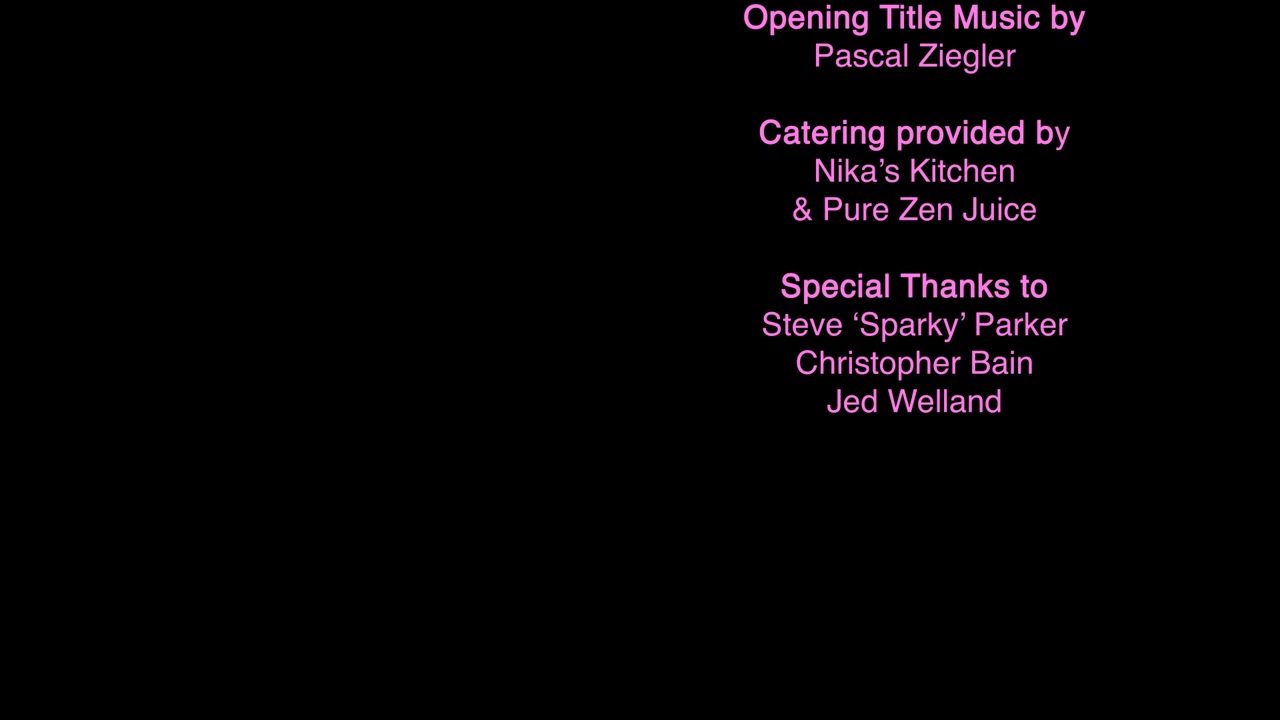 Opening Title Music by
Pascal Ziegler
Catering provided by
Nika’s Kitchen
& Pure Zen Juice
Special Thanks to
Steve ‘Sparky’ Parker
Christopher Bain
Jed Welland